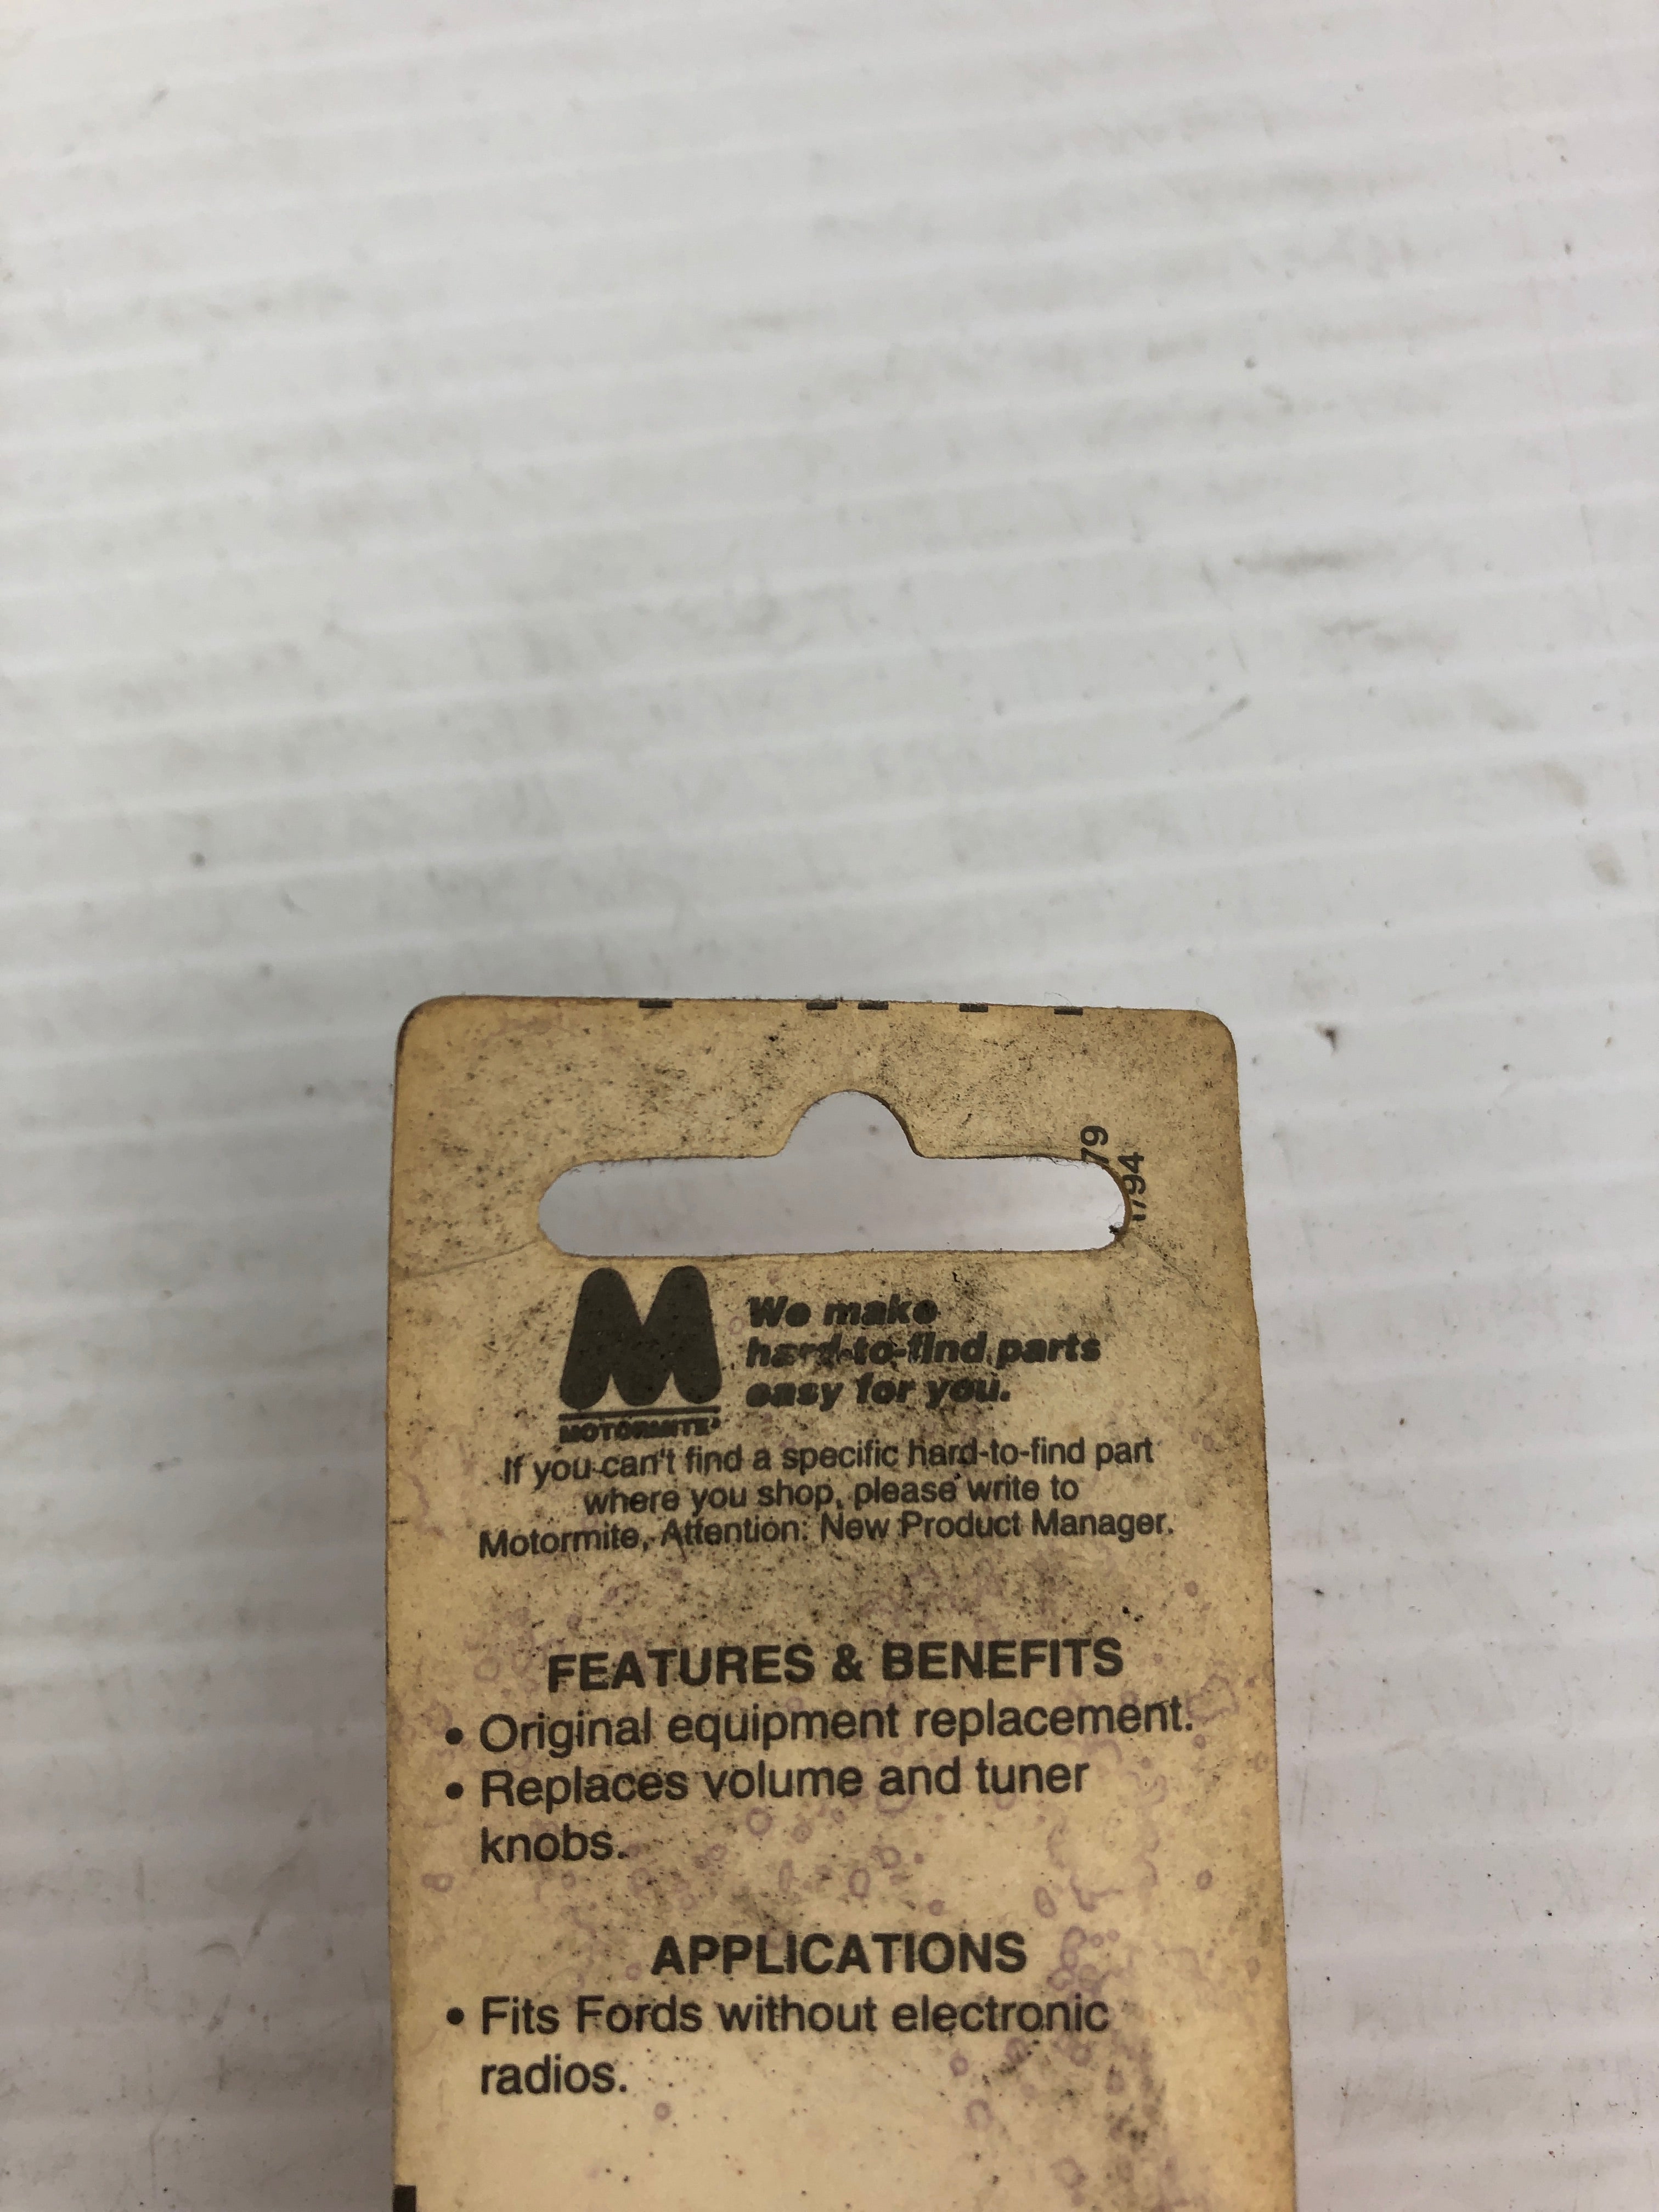 79
1794
We make
hard-to-find parts
easy for you.
MOTORMITE®
If you can't find a specific hard-to-find part
where you shop, please write to
Motormite, Attention: New Product Manager.
FEATURES & BENEFITS
• Original equipment replacement.
• Replaces volume and tuner
knobs.
APPLICATIONS
• Fits Fords without electronic
radios.